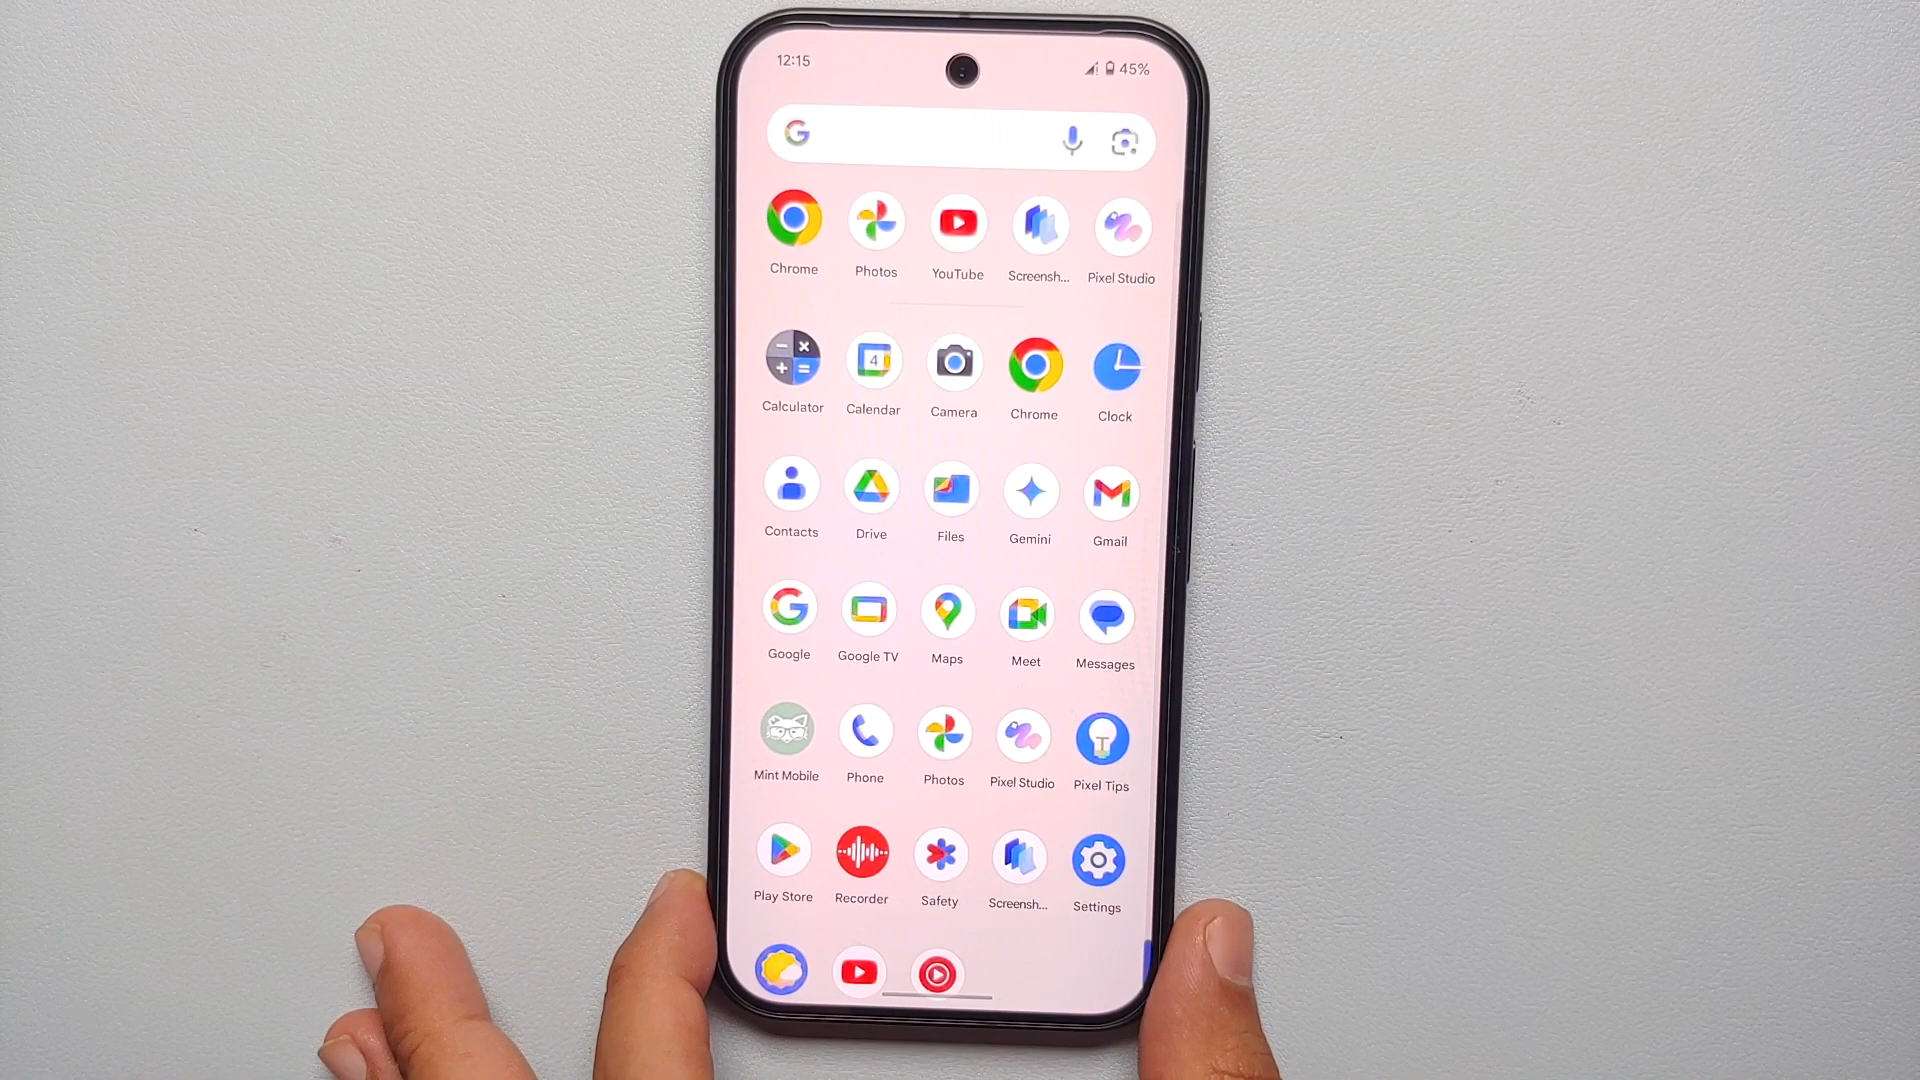 12:15 45%
Chrome Photos YouTube Screensh... Pixel Studio
4
Calculator Calendar Camera Chrome Clock
Contacts Drive Files Gemini Gmail
Google Google TV Maps Meet Messages
Mint Mobile Phone Photos Pixel Studio Pixel Tips
Play Store Recorder Safety Screensh... Settings